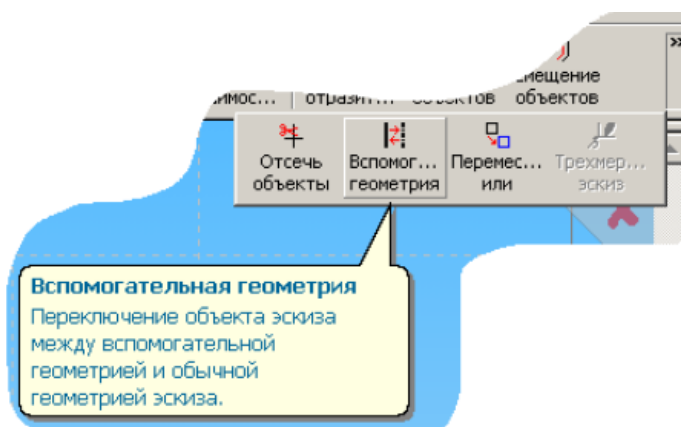 мещение
имос... отразит... объектов объектов
Отсечь Вспомог... Перемес... Трехмер...
объекты геометрия или эскиз
Вспомогательная геометрия
Переключение объекта эскиза
между вспомогательной
геометрией и обычной
геометрией эскиза.